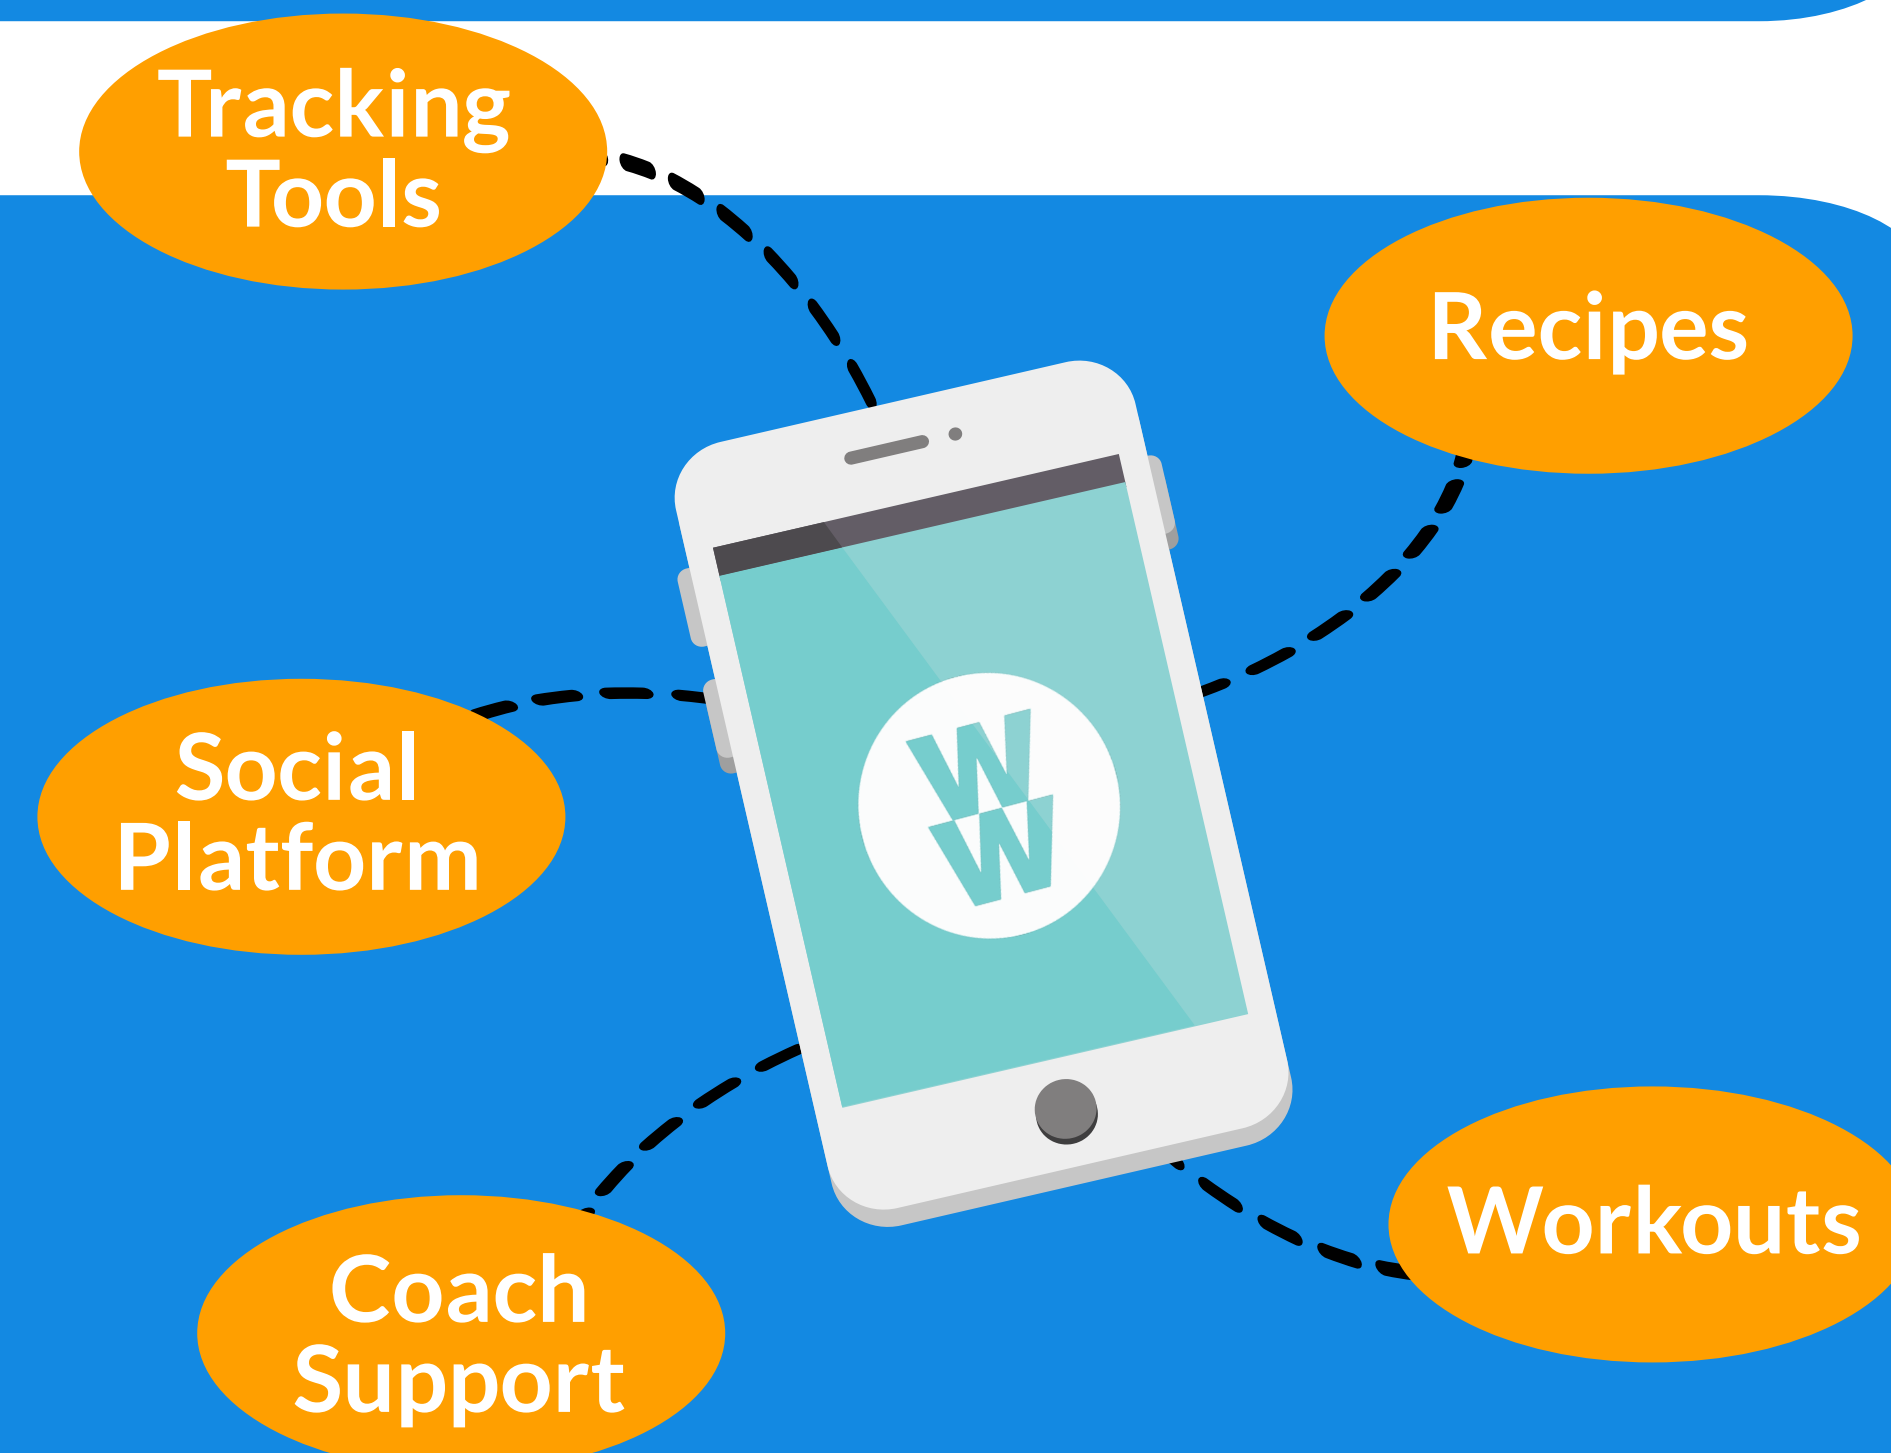 Tracking
Tools
Recipes
Social
Platform
W
W
Coach
Support
Workouts